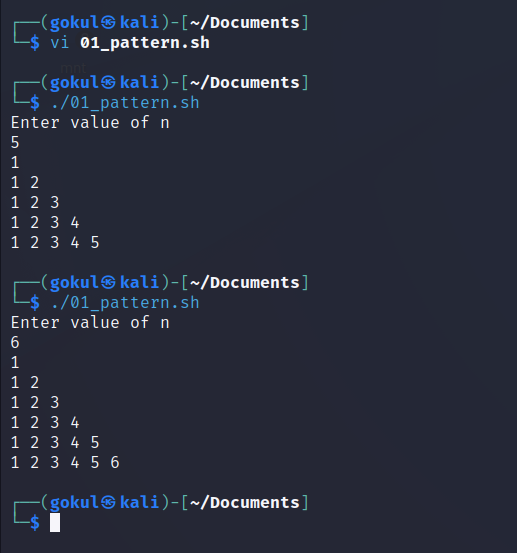 ┌──(gokul㉿kali)-[~/Documents]
└─$ vi 01_pattern.sh
┌──(gokul㉿kali)-[~/Documents]
└─$ ./01_pattern.sh
Enter value of n
5
1
1 2
1 2 3
1 2 3 4
1 2 3 4 5
┌──(gokul㉿kali)-[~/Documents]
└─$ ./01_pattern.sh
Enter value of n
6
1
1 2
1 2 3
1 2 3 4
1 2 3 4 5
1 2 3 4 5 6
┌──(gokul㉿kali)-[~/Documents]
└─$